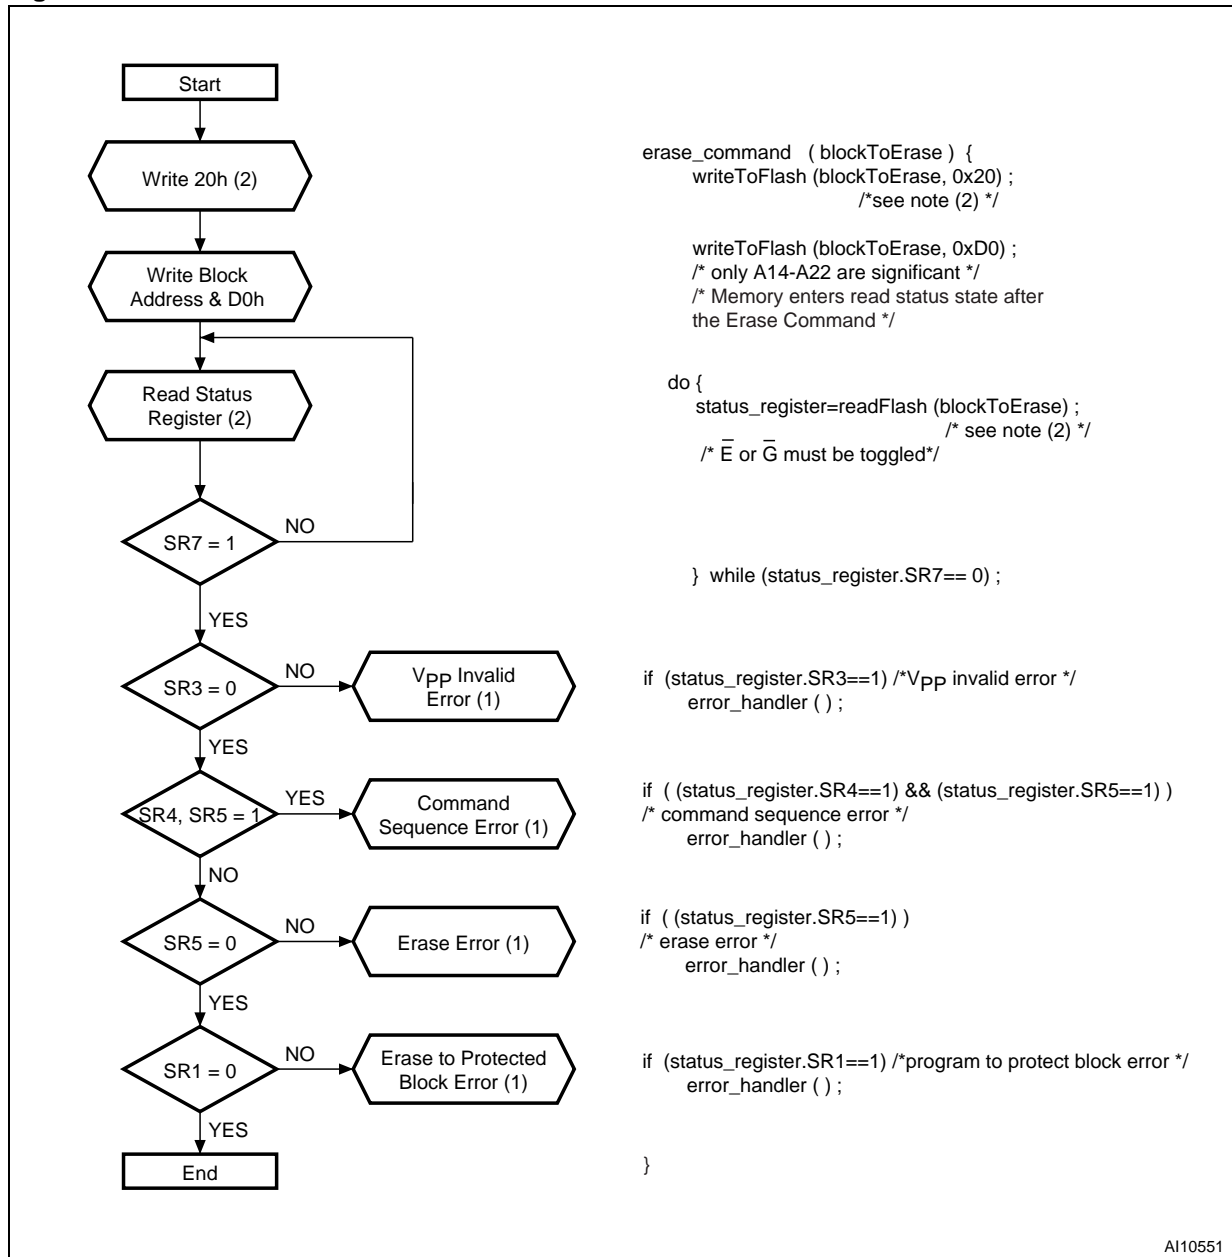 Start
Write 20h (2)
Write Block
Address & D0h
Read Status
Register (2)
NO
SR7 = 1
YES
NO
SR3 = 0
VPP Invalid
Error (1)
YES
YES
SR4, SR5 = 1
Command
Sequence Error (1)
NO
NO
SR5 = 0
Erase Error (1)
YES
NO
SR1 = 0
Erase to Protected
Block Error (1)
YES
End
erase_command ( blockToErase ) {
writeToFlash (blockToErase, 0x20) ;
/*see note (2) */
writeToFlash (blockToErase, 0xD0) ;
/* only A14-A22 are significant */
/* Memory enters read status state after
the Erase Command */
do {
status_register=readFlash (blockToErase) ;
/* see note (2) */
/* E̅ or G̅ must be toggled*/
} while (status_register.SR7== 0) ;
if (status_register.SR3==1) /*VPP invalid error */
error_handler ( ) ;
if ( (status_register.SR4==1) && (status_register.SR5==1) )
/* command sequence error */
error_handler ( ) ;
if ( (status_register.SR5==1) )
/* erase error */
error_handler ( ) ;
if (status_register.SR1==1) /*program to protect block error */
error_handler ( ) ;
}
AI10551